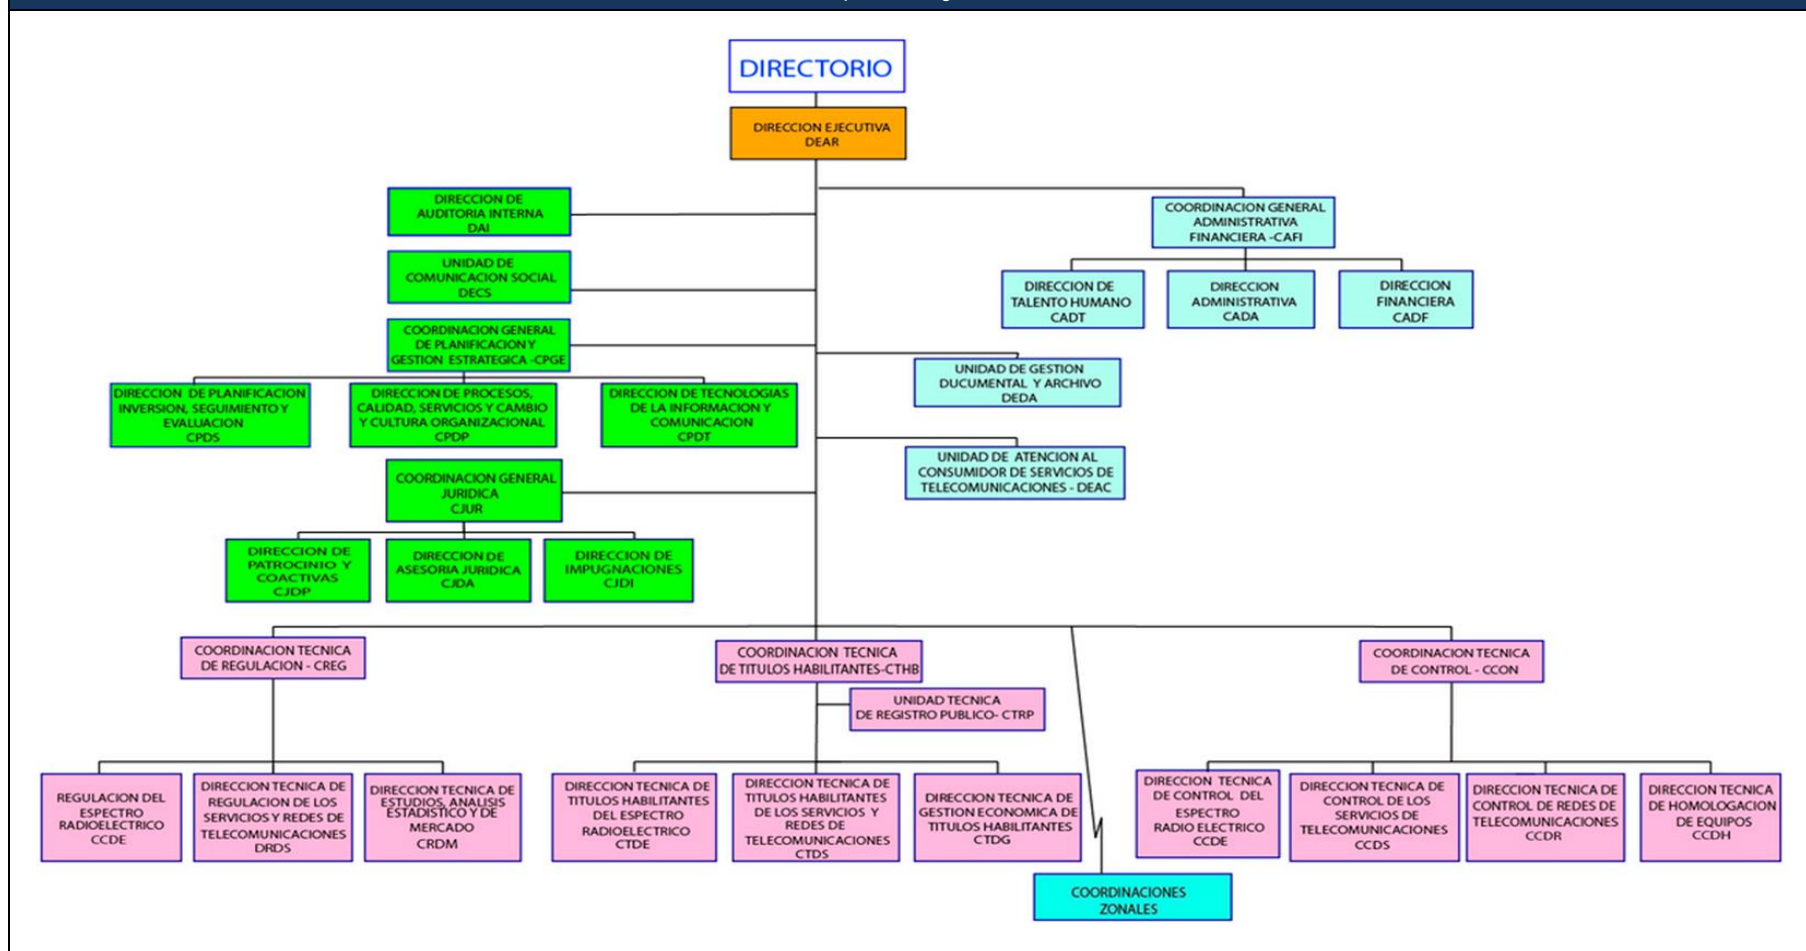 DIRECTORIO
DIRECCION EJECUTIVA
DEAR
DIRECCION DE
AUDITORIA INTERNA
DAI
COORDINACION GENERAL
ADMINISTRATIVA
FINANCIERA -CAFI
UNIDAD DE
COMUNICACION SOCIAL
DECS
DIRECCION DE
TALENTO HUMANO
CADT
DIRECCION
ADMINISTRATIVA
CADA
DIRECCION
FINANCIERA
CADF
COORDINACION GENERAL
DE PLANIFICACION Y
GESTION ESTRATEGICA -CPGE
UNIDAD DE GESTION
DUCUMENTAL Y ARCHIVO
DEDA
DIRECCION DE PLANIFICACION
INVERSION, SEGUIMIENTO Y
EVALUACION
CPDS
DIRECCION DE PROCESOS,
CALIDAD, SERVICIOS Y CAMBIO
Y CULTURA ORGANIZACIONAL
CPDP
DIRECCION DE TECNOLOGIAS
DE LA INFORMACION Y
COMUNICACION
CPDT
UNIDAD DE ATENCION AL
CONSUMIDOR DE SERVICIOS DE
TELECOMUNICACIONES - DEAC
COORDINACION GENERAL
JURIDICA
CJUR
DIRECCION DE
PATROCINIO Y
COACTIVAS
CJDP
DIRECCION DE
ASESORIA JURIDICA
CJDA
DIRECCION DE
IMPUGNACIONES
CJDI
COORDINACION TECNICA
DE REGULACION - CREG
COORDINACION TECNICA
DE TITULOS HABILITANTES-CTHB
COORDINACION TECNICA
DE CONTROL - CCON
UNIDAD TECNICA
DE REGISTRO PUBLICO- CTRP
REGULACION DEL
ESPECTRO
RADIOELECTRICO
CCDE
DIRECCION TECNICA DE
REGULACION DE LOS
SERVICIOS Y REDES DE
TELECOMUNICACIONES
DRDS
DIRECCION TECNICA DE
ESTUDIOS, ANALISIS
ESTADISTICO Y DE
MERCADO
CRDM
DIRECCION TECNICA DE
TITULOS HABILITANTES
DEL ESPECTRO
RADIOELECTRICO
CTDE
DIRECCION TECNICA DE
TITULOS HABILITANTES
DE LOS SERVICIOS Y
REDES DE
TELECOMUNICACIONES
CTDS
DIRECCION TECNICA DE
GESTION ECONOMICA DE
TITULOS HABILITANTES
CTDG
DIRECCION TECNICA
DE CONTROL DEL
ESPECTRO
RADIO ELECTRICO
CCDE
DIRECCION TECNICA DE
CONTROL DE LOS
SERVICIOS DE
TELECOMUNICACIONES
CCDS
DIRECCION TECNICA DE
CONTROL DE REDES DE
TELECOMUNICACIONES
CCDR
DIRECCION TECNICA
DE HOMOLOGACION
DE EQUIPOS
CCDH
COORDINACIONES
ZONALES